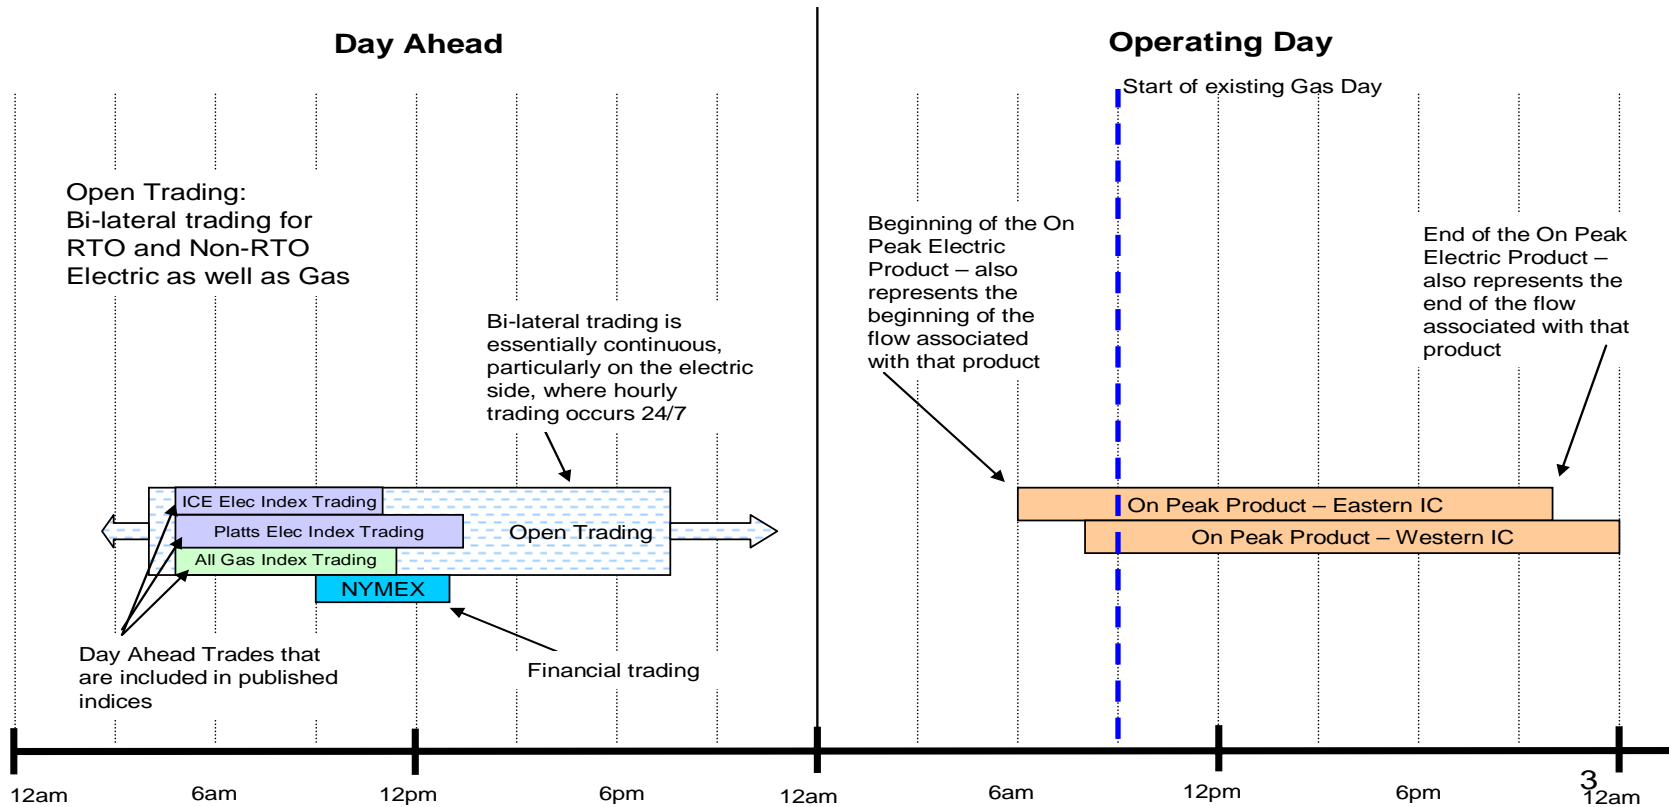 Day Ahead
Operating Day
Start of existing Gas Day
Open Trading:
Bi-lateral trading for
RTO and Non-RTO
Electric as well as Gas
Bi-lateral trading is
essentially continuous,
particularly on the electric
side, where hourly
trading occurs 24/7
Beginning of the On
Peak Electric
Product – also
represents the
beginning of the
flow associated
with that product
End of the On Peak
Electric Product –
also represents the
end of the flow
associated with that
product
ICE Elec Index Trading
Platts Elec Index Trading
Open Trading
All Gas Index Trading
NYMEX
On Peak Product – Eastern IC
On Peak Product – Western IC
Day Ahead Trades that
are included in published
indices
Financial trading
3
12am 6am 12pm 6pm 12am 6am 12pm 6pm 12am